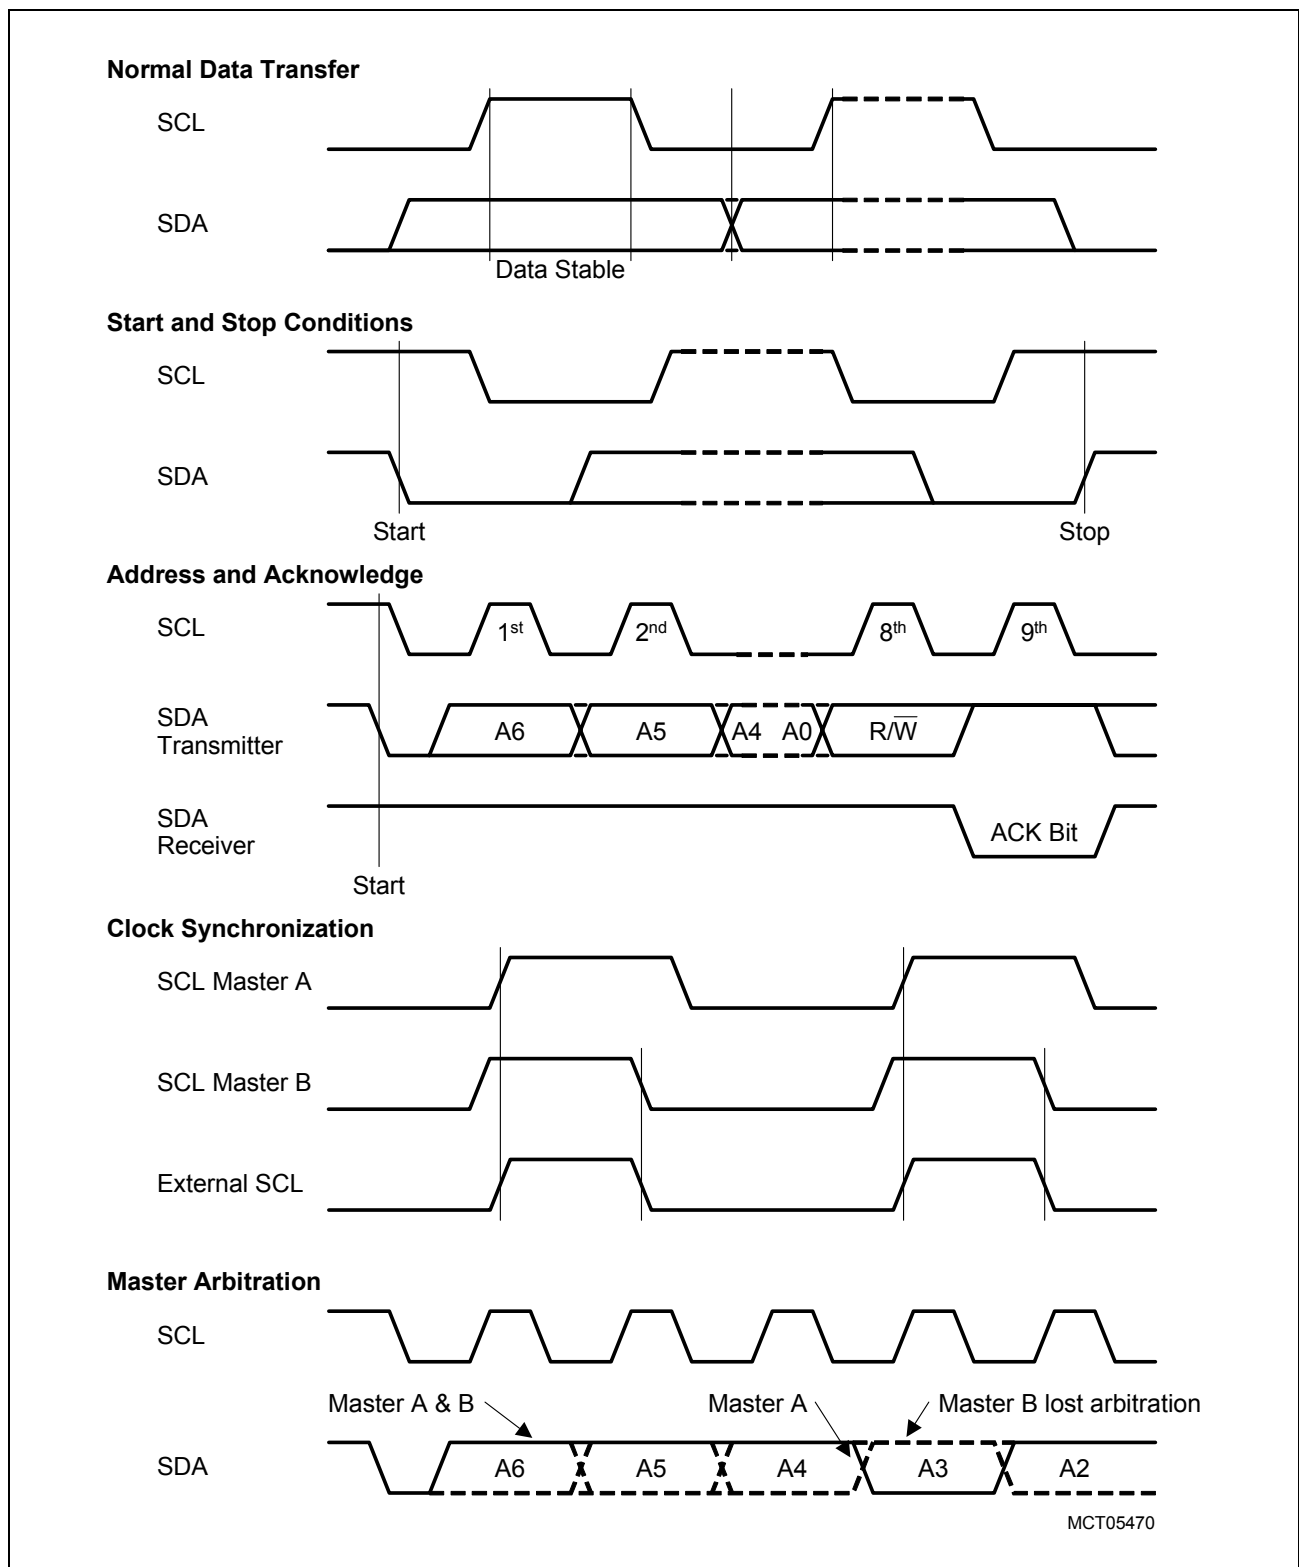 Normal Data Transfer
SCL
SDA
Data Stable
Start and Stop Conditions
SCL
SDA
Start
Stop
Address and Acknowledge
SCL
1st
2nd
8th
9th
SDA
Transmitter
A6
A5
A4
A0
R/W̅
SDA
Receiver
ACK Bit
Start
Clock Synchronization
SCL Master A
SCL Master B
External SCL
Master Arbitration
SCL
Master A & B
Master A
Master B lost arbitration
SDA
A6
A5
A4
A3
A2
MCT05470